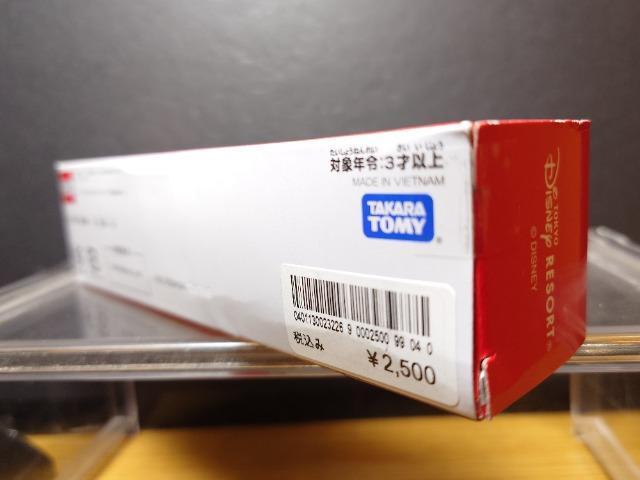 たいしょうねんれい さい いじょう
対象年令:3才以上
MADE IN VIETNAM
TAKARA
TOMY
0401130023226 9 0002500 99 04 0
税込み
¥2,500
TOKYO
Disney RESORT®
© DISNEY